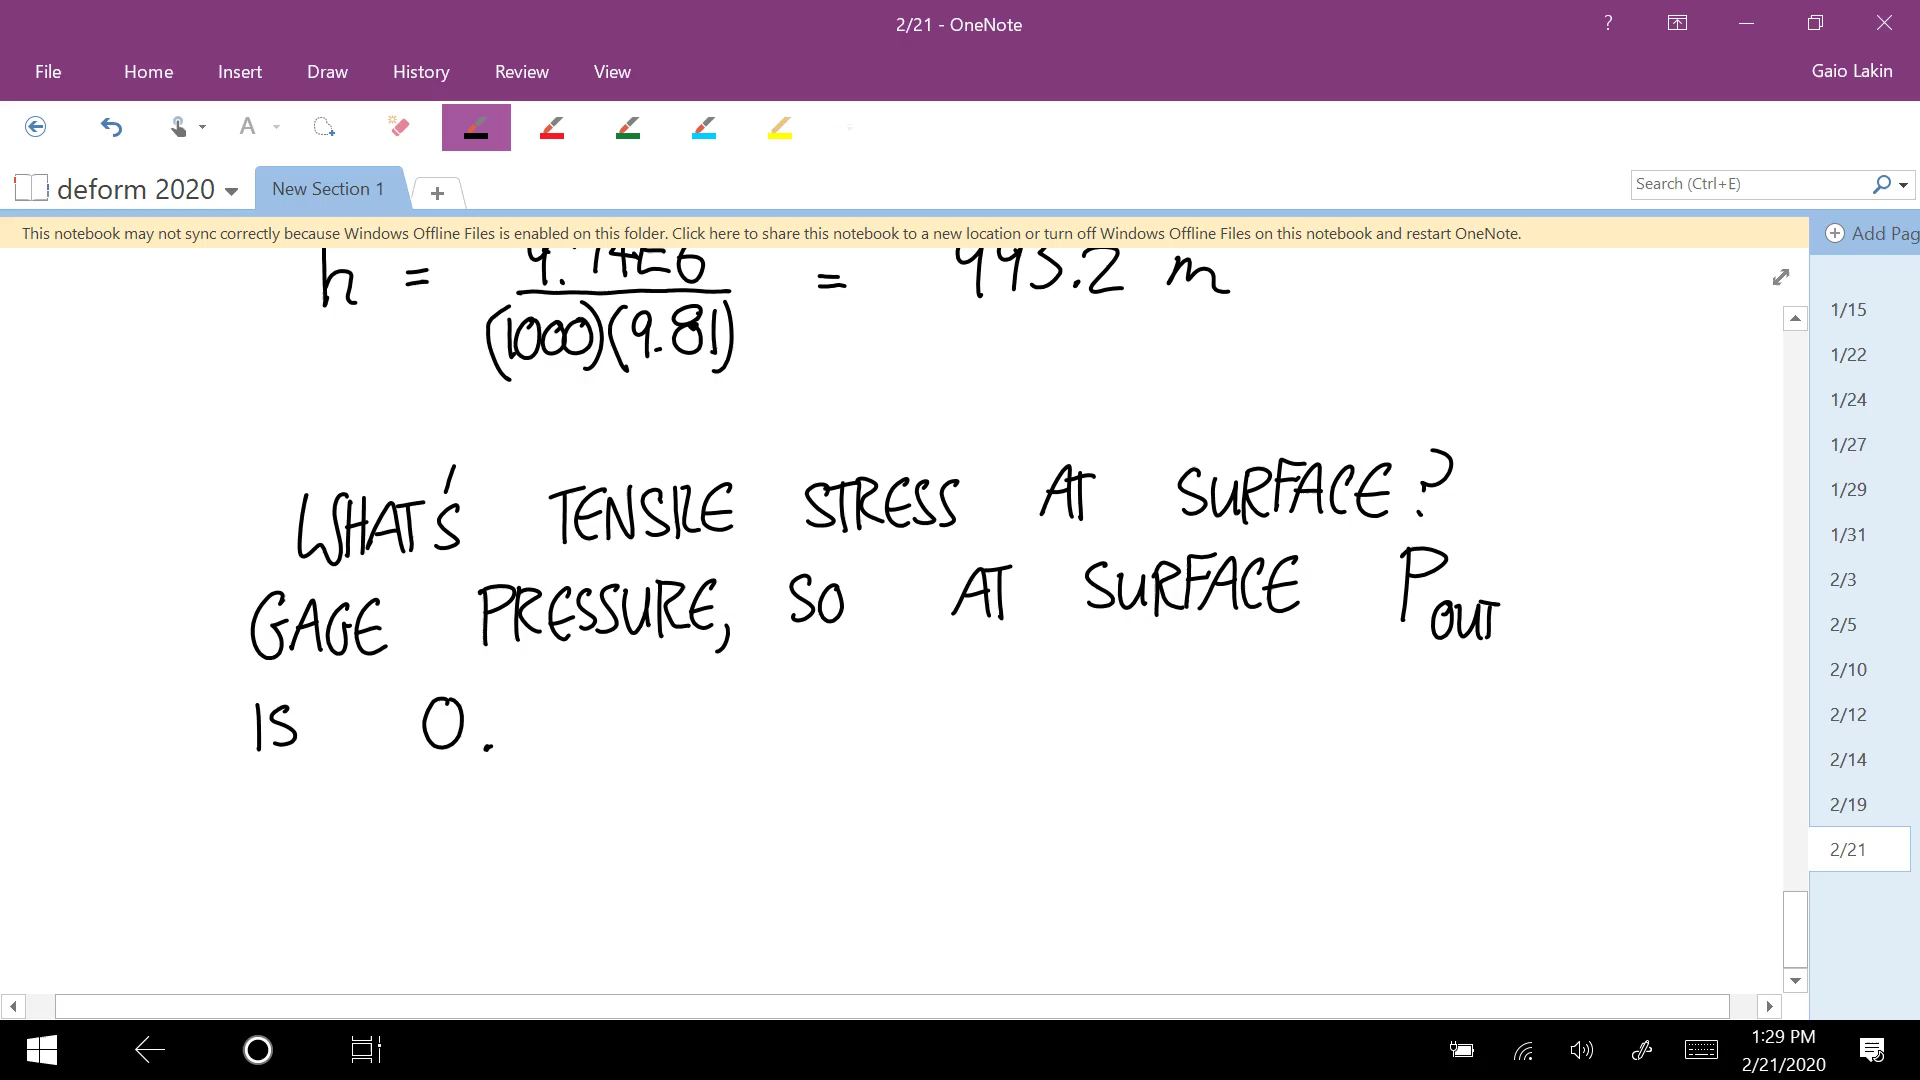 2/21 - OneNote
?
File Home Insert Draw History Review View
Gaio Lakin
A
deform 2020
New Section 1
+
Search (Ctrl+E)
This notebook may not sync correctly because Windows Offline Files is enabled on this folder. Click here to share this notebook to a new location or turn off Windows Offline Files on this notebook and restart OneNote.
Add Pag
h = / (1000)(9.81) = m
WHAT'S TENSILE STRESS AT SURFACE?
GAGE PRESSURE, SO AT SURFACE POUT
IS 0.
1/15
1/22
1/24
1/27
1/29
1/31
2/3
2/5
2/10
2/12
2/14
2/19
2/21
1:29 PM
2/21/2020